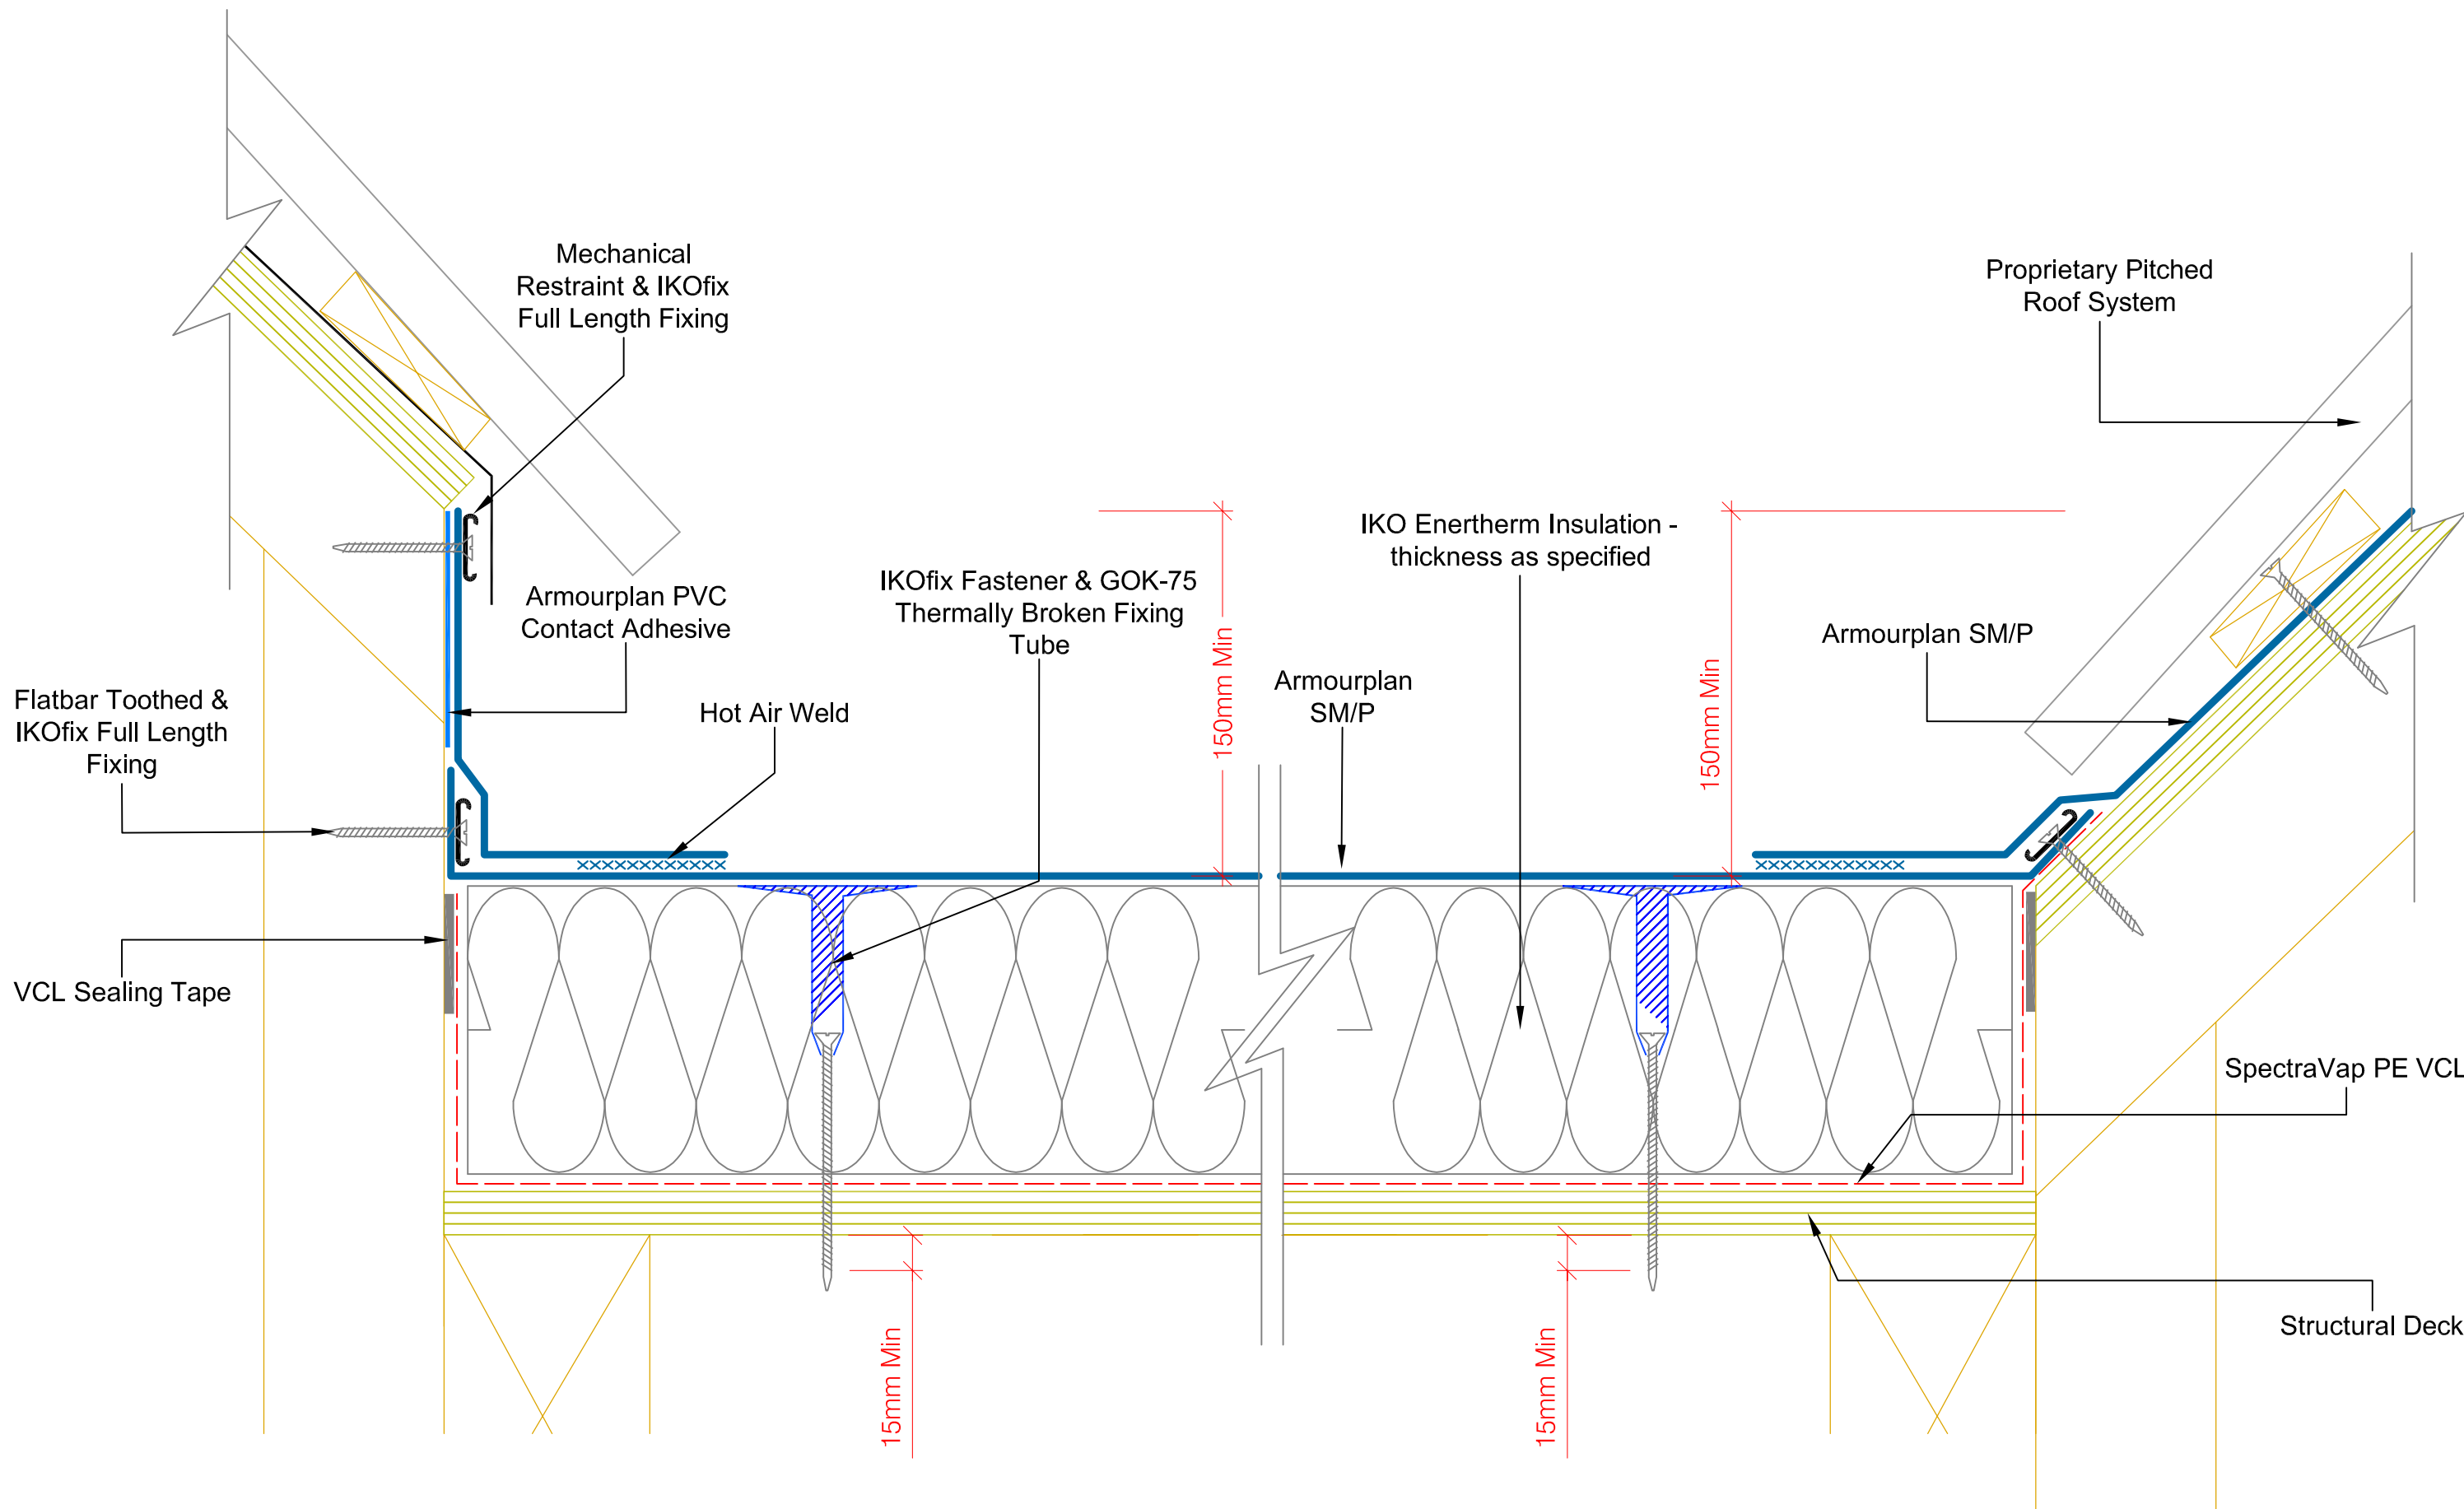 Mechanical
Restraint & IKOfix
Full Length Fixing
Proprietary Pitched
Roof System
IKO Enertherm Insulation -
thickness as specified
IKOfix Fastener & GOK-75
Thermally Broken Fixing
Tube
Armourplan PVC
Contact Adhesive
150mm Min
150mm Min
Armourplan SM/P
Armourplan
SM/P
Flatbar Toothed &
IKOfix Full Length
Fixing
Hot Air Weld
VCL Sealing Tape
SpectraVap PE VCL
Structural Deck
15mm Min
15mm Min